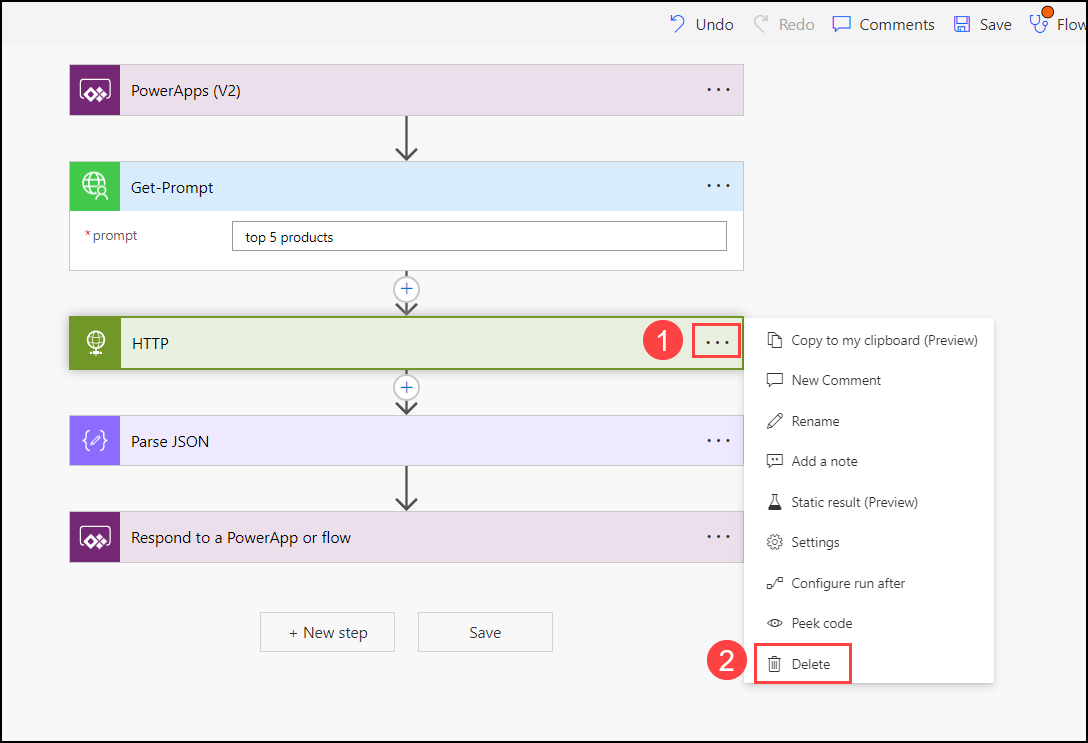 Undo Redo Comments Save Flow
PowerApps (V2) ...
Get-Prompt ...
*prompt top 5 products
HTTP 1 ...
Copy to my clipboard (Preview)
New Comment
Rename
Parse JSON ...
Add a note
Static result (Preview)
Respond to a PowerApp or flow ...
Settings
Configure run after
Peek code
+ New step Save
2 Delete